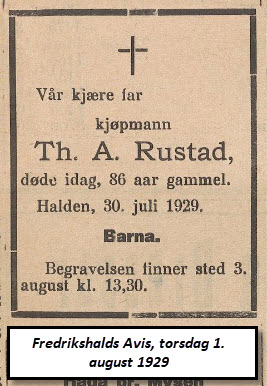 Vår kjære far
kjøpmann
Th. A. Rustad,
døde idag, 86 aar gammel.
Halden, 30. juli 1929.
Barna.
Begravelsen finner sted 3.
august kl. 13,30.
Fredrikshalds Avis, torsdag 1.
august 1929